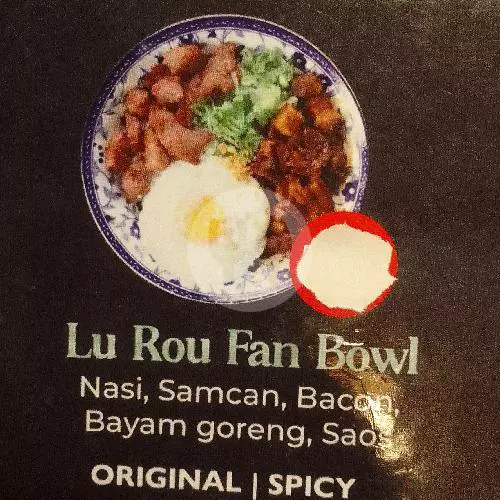 Lu Rou Fan Bowl
Nasi, Samcan, Bacon,
Bayam goreng, Saos
ORIGINAL | SPICY